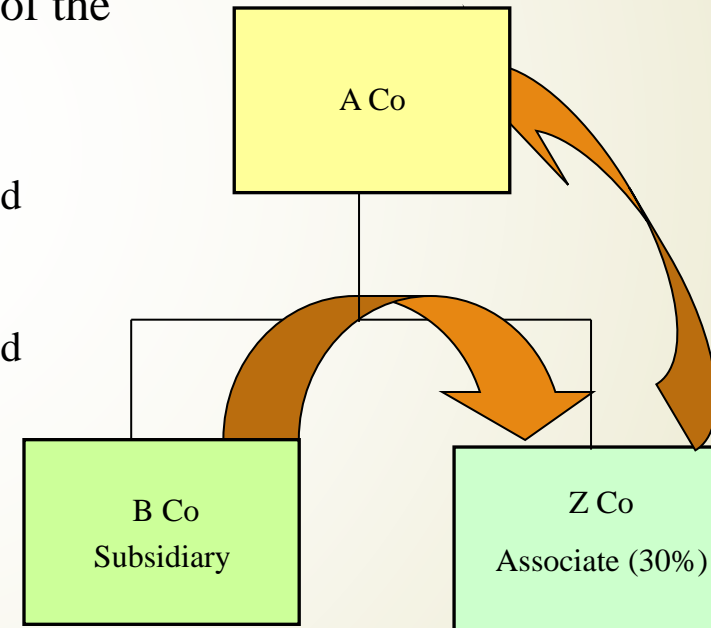 of the
A Co
d
d
B Co
Subsidiary
Z Co
Associate (30%)